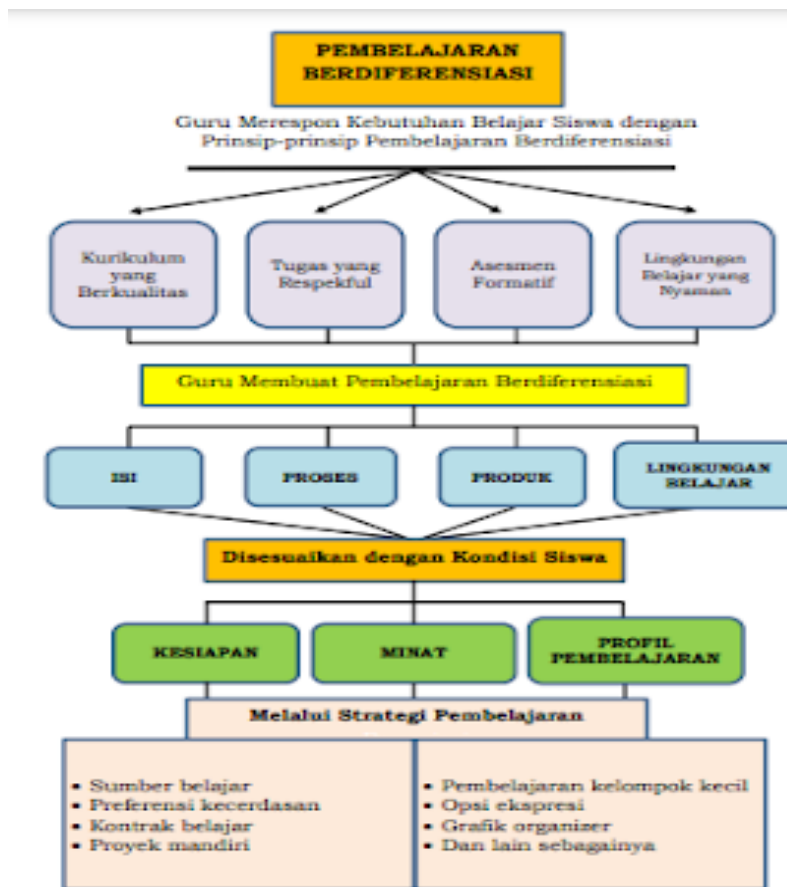 PEMBELAJARAN
BERDIFERENSIASI
Guru Merespon Kebutuhan Belajar Siswa dengan
Prinsip-prinsip Pembelajaran Berdiferensiasi
Kurikulum
yang
Berkualitas
Tugas yang
Respekful
Asesmen
Formatif
Lingkungan
Belajar yang
Nyaman
Guru Membuat Pembelajaran Berdiferensiasi
ISI
PROSES
PRODUK
LINGKUNGAN
BELAJAR
Disesuaikan dengan Kondisi Siswa
KESIAPAN
MINAT
PROFIL
PEMBELAJARAN
Melalui Strategi Pembelajaran
• Sumber belajar
• Preferensi kecerdasan
• Kontrak belajar
• Proyek mandiri
• Pembelajaran kelompok kecil
• Opsi ekspresi
• Grafik organizer
• Dan lain sebagainya